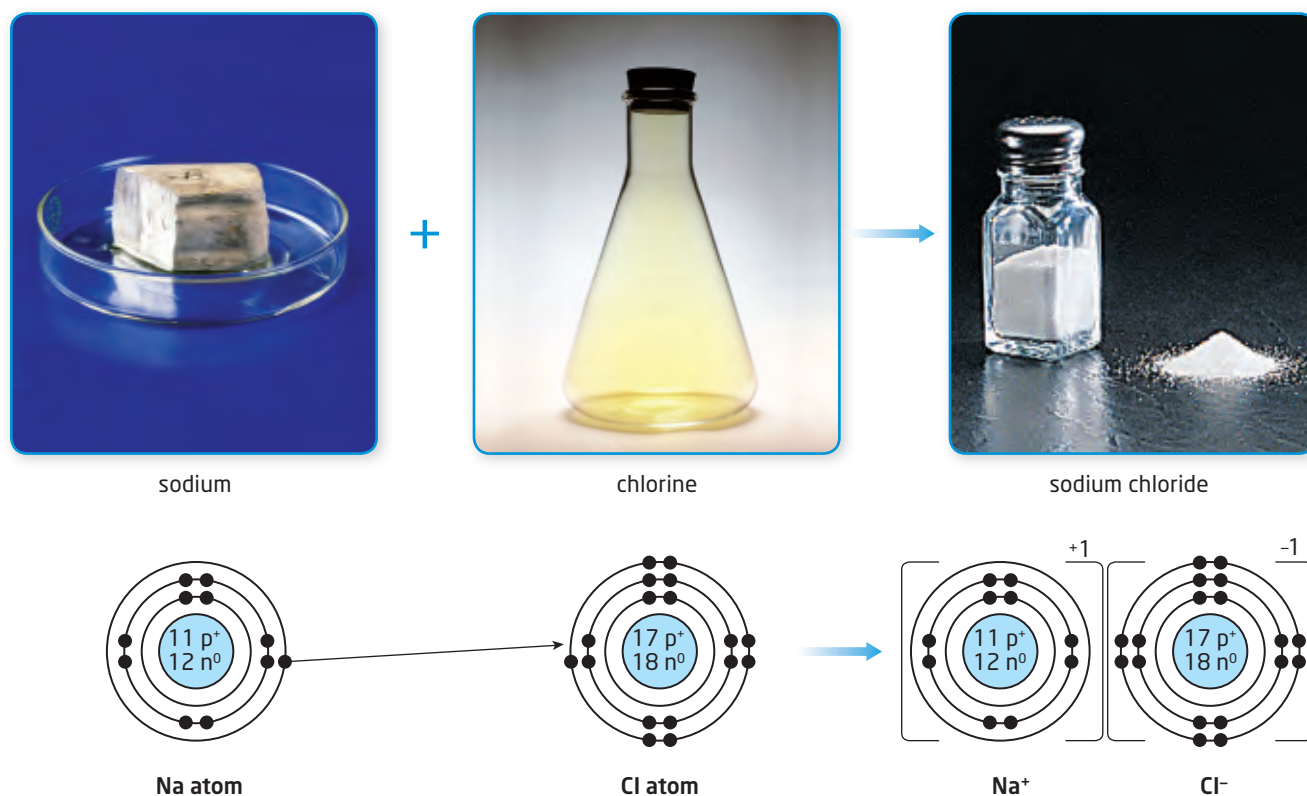 +
sodium
chlorine
sodium chloride
11 p⁺
12 n⁰
17 p⁺
18 n⁰
+1
11 p⁺
12 n⁰
−1
17 p⁺
18 n⁰
Na atom
Cl atom
Na⁺
Cl⁻